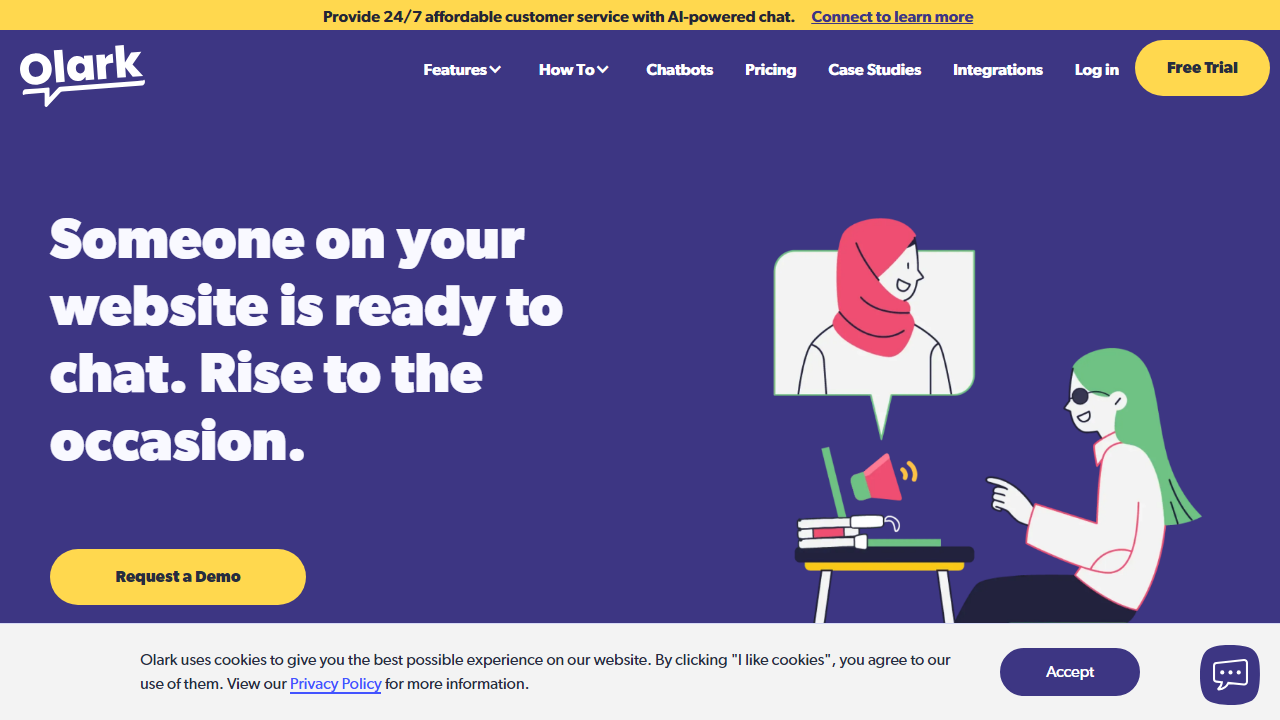 Provide 24/7 affordable customer service with AI-powered chat. Connect to learn more
Olark
Features How To Chatbots Pricing Case Studies Integrations Log in Free Trial
Someone on your
website is ready to
chat. Rise to the
occasion.
Request a Demo
Olark uses cookies to give you the best possible experience on our website. By clicking "I like cookies", you agree to our
use of them. View our Privacy Policy for more information.
Accept